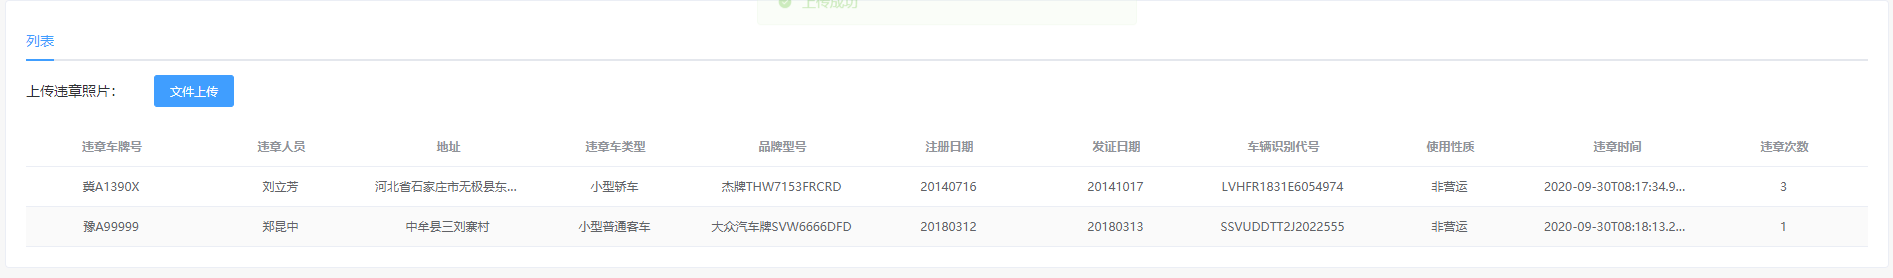 上传成功
列表
上传违章照片：
文件上传
违章车牌号 违章人员 地址 违章车类型 品牌型号 注册日期 发证日期 车辆识别代号 使用性质 违章时间 违章次数
冀A1390X 刘立芳 河北省石家庄市无极县东... 小型轿车 杰牌THW7153FRCRD 20140716 20141017 LVHFR1831E6054974 非营运 2020-09-30T08:17:34.9... 3
豫A99999 郑昆中 中牟县三刘寨村 小型普通客车 大众汽车牌SVW6666DFD 20180312 20180313 SSVUDDTT2J2022555 非营运 2020-09-30T08:18:13.2... 1